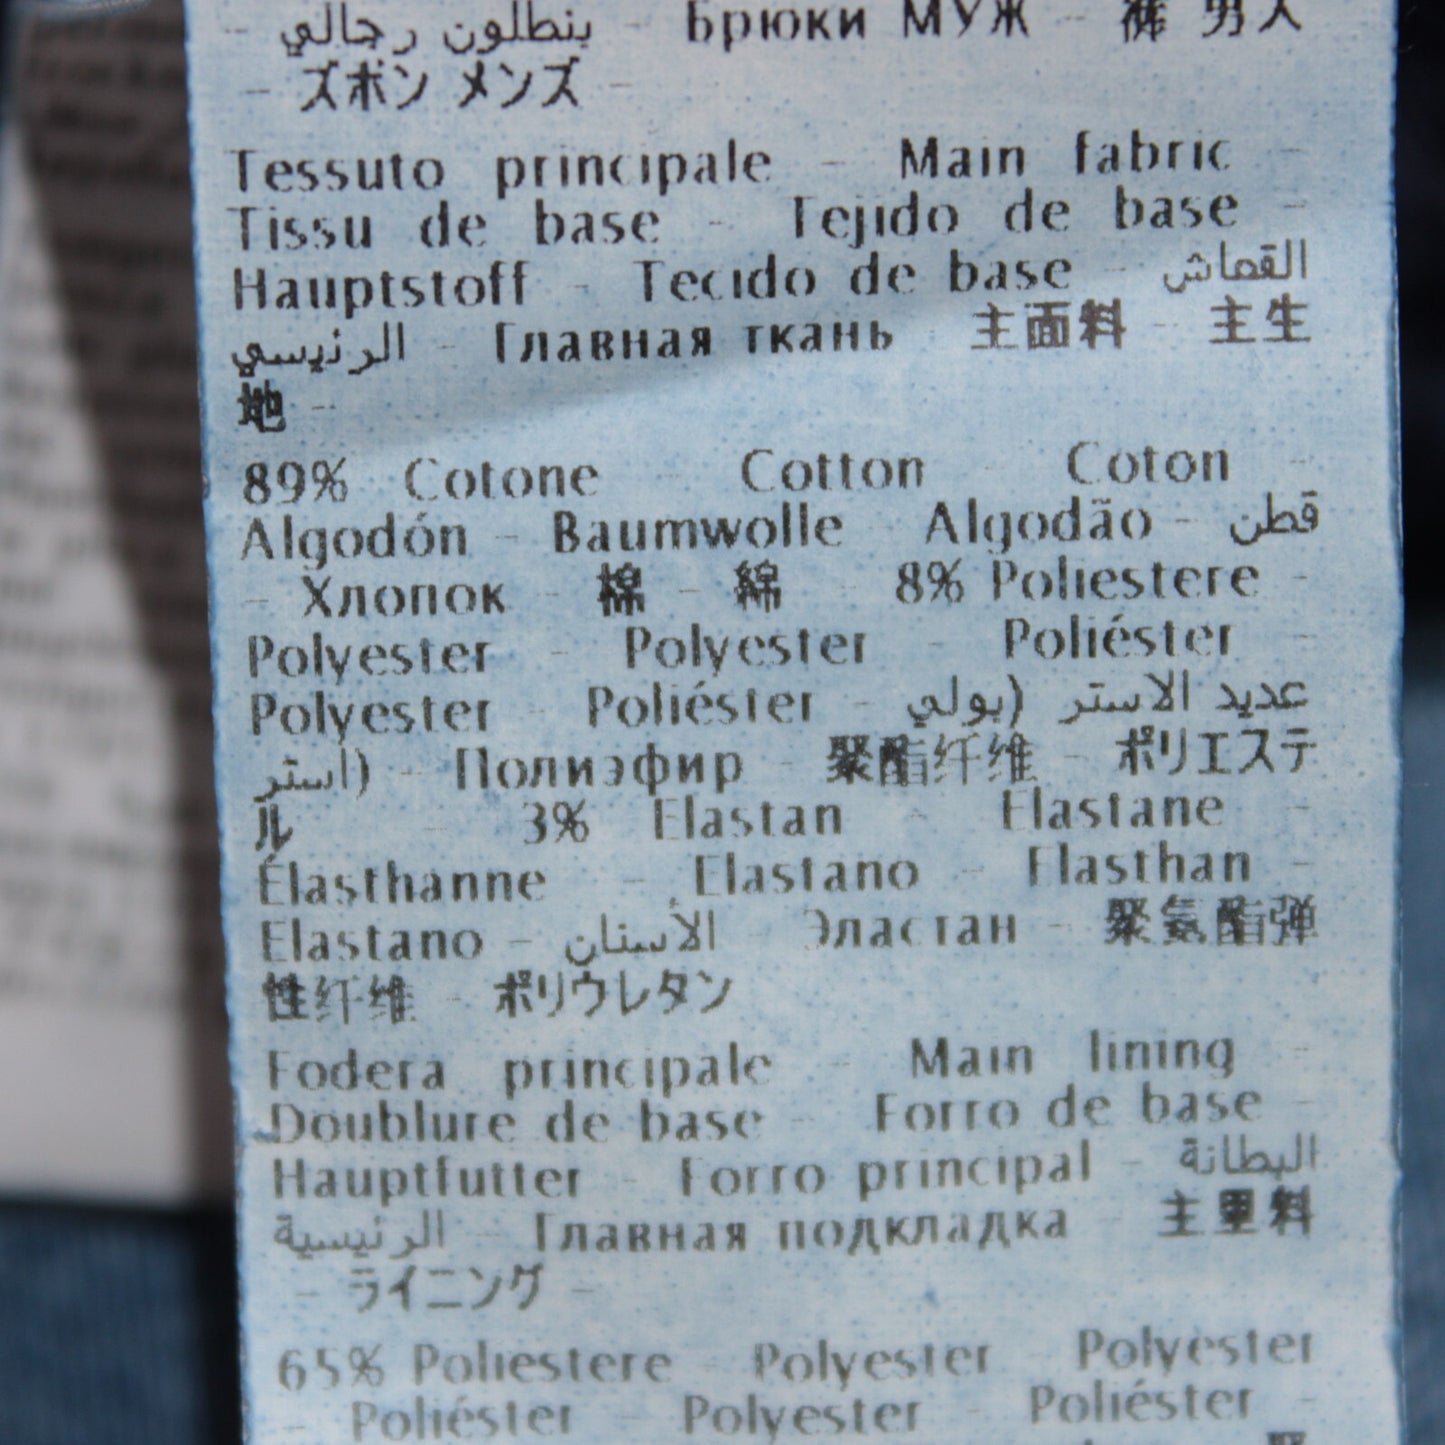 - بنطلون رجالي - Брюки МУЖ - 裤 男人
- ズボン メンズ -
Tessuto principale - Main fabric -
Tissu de base - Tejido de base -
Hauptstoff - Tecido de base - القماش
الرئيسي - Главная ткань - 主面料 - 主生
地 -
89% Cotone - Cotton - Coton -
Algodón - Baumwolle - Algodão - قطن
- Хлопок - 棉 - 綿 - 8% Poliestere -
Polyester - Polyester - Poliéster -
Polyester - Poliéster - عديد الاستر (بولي
استر) - Полиэфир - 聚酯纤维 - ポリエステ
ル - 3% Elastan - Elastane -
Élasthanne - Elastano - Elasthan -
Elastano - الأستان - Эластан - 聚氨酯弹
性纤维 - ポリウレタン
Fodera principale - Main lining -
Doublure de base - Forro de base -
Hauptfutter - Forro principal - البطانة
الرئيسية - Главная подкладка - 主里料
- ライニング -
65% Poliestere - Polyester - Polyester
- Poliéster - Polyester - Poliéster -